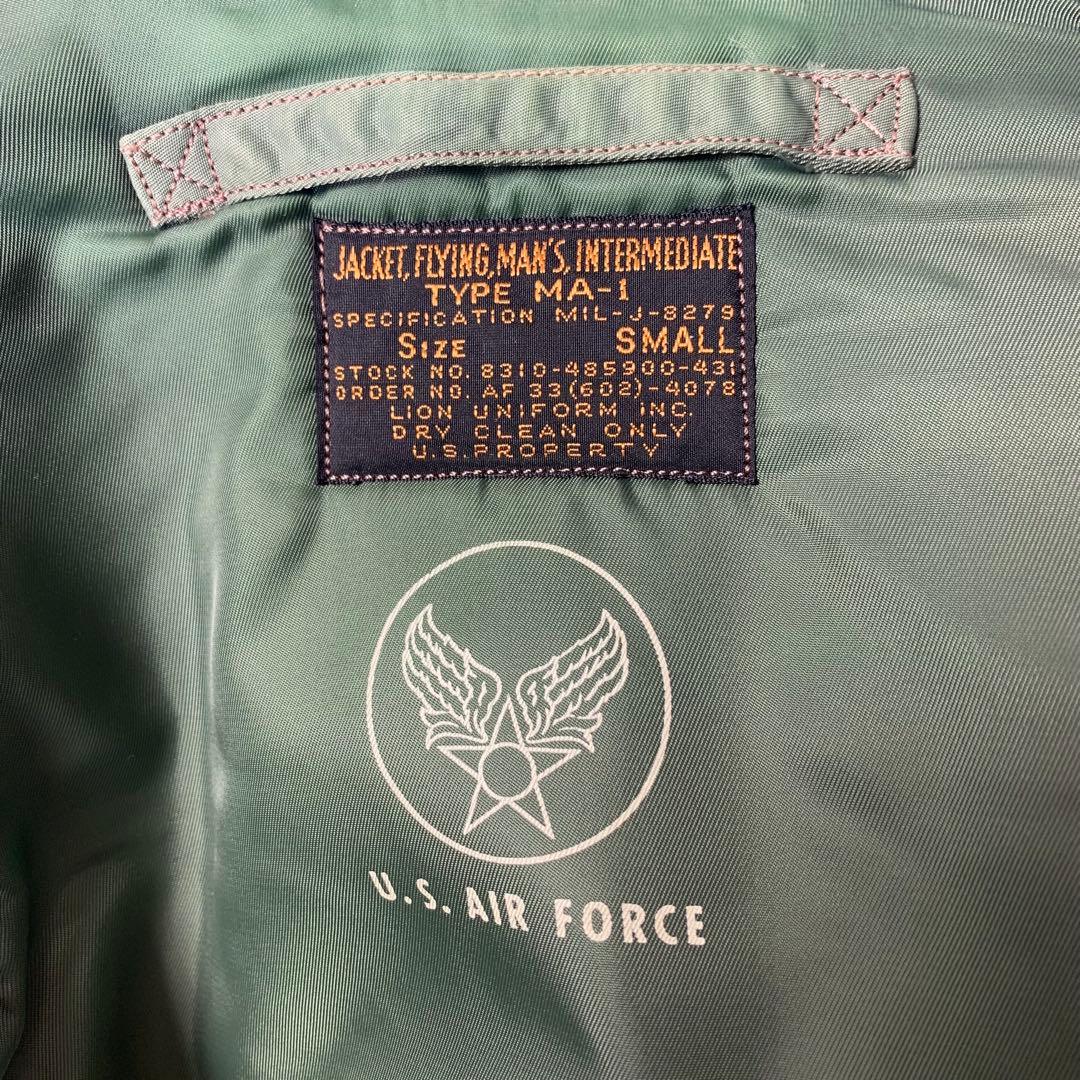 JACKET, FLYING, MAN'S, INTERMEDIATE
TYPE MA-1
SPECIFICATION MIL-J-8279
SIZE SMALL
STOCK NO. 8310-485900-431
ORDER NO. AF 33(602)-4078
LION UNIFORM INC.
DRY CLEAN ONLY
U.S. PROPERTY
U.S. AIR FORCE